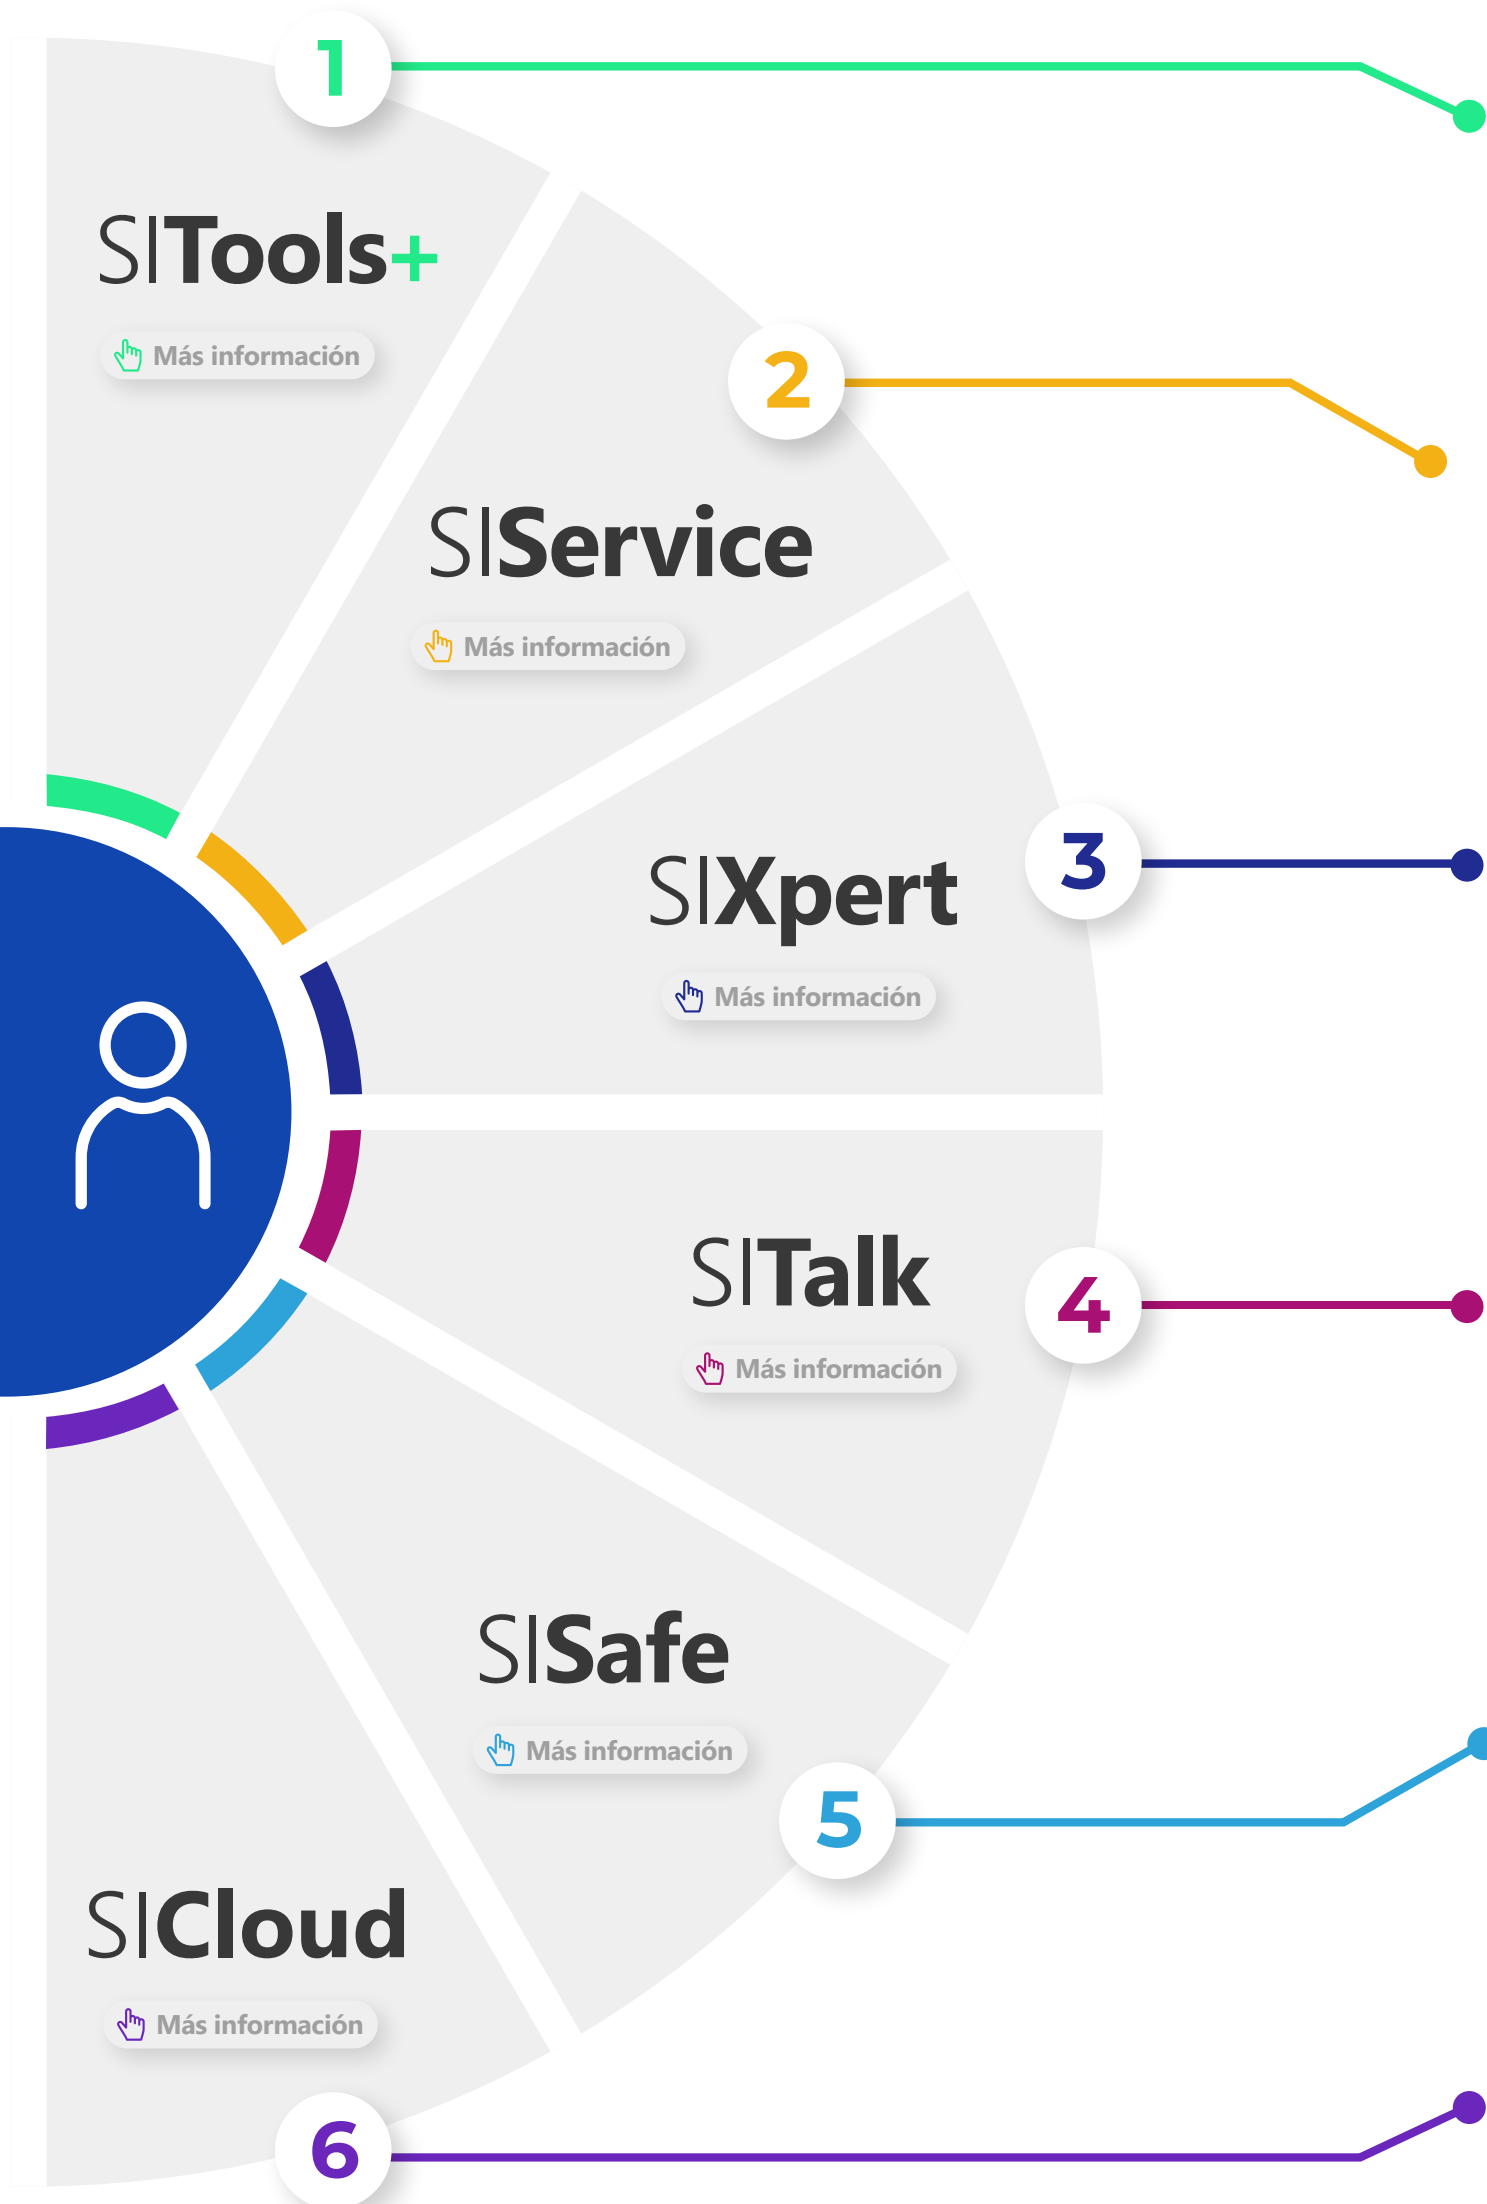 1
SITools+
Más información
2
SIService
Más información
3
SIXpert
Más información
4
SITalk
Más información
SISafe
Más información
5
SICloud
Más información
6